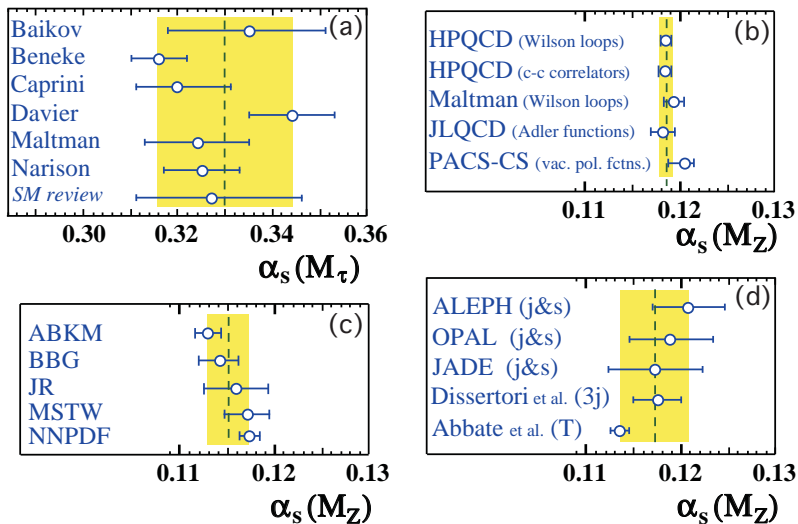 (a)
Baikov
Beneke
Caprini
Davier
Maltman
Narison
SM review
0.30 0.32 0.34 0.36
αs (Mτ)
(b)
HPQCD (Wilson loops)
HPQCD (c-c correlators)
Maltman (Wilson loops)
JLQCD (Adler functions)
PACS-CS (vac. pol. fctns.)
0.11 0.12 0.13
αs (MZ)
(c)
ABKM
BBG
JR
MSTW
NNPDF
0.11 0.12 0.13
αs (MZ)
(d)
ALEPH (j&s)
OPAL (j&s)
JADE (j&s)
Dissertori et al. (3j)
Abbate et al. (T)
0.11 0.12 0.13
αs (MZ)